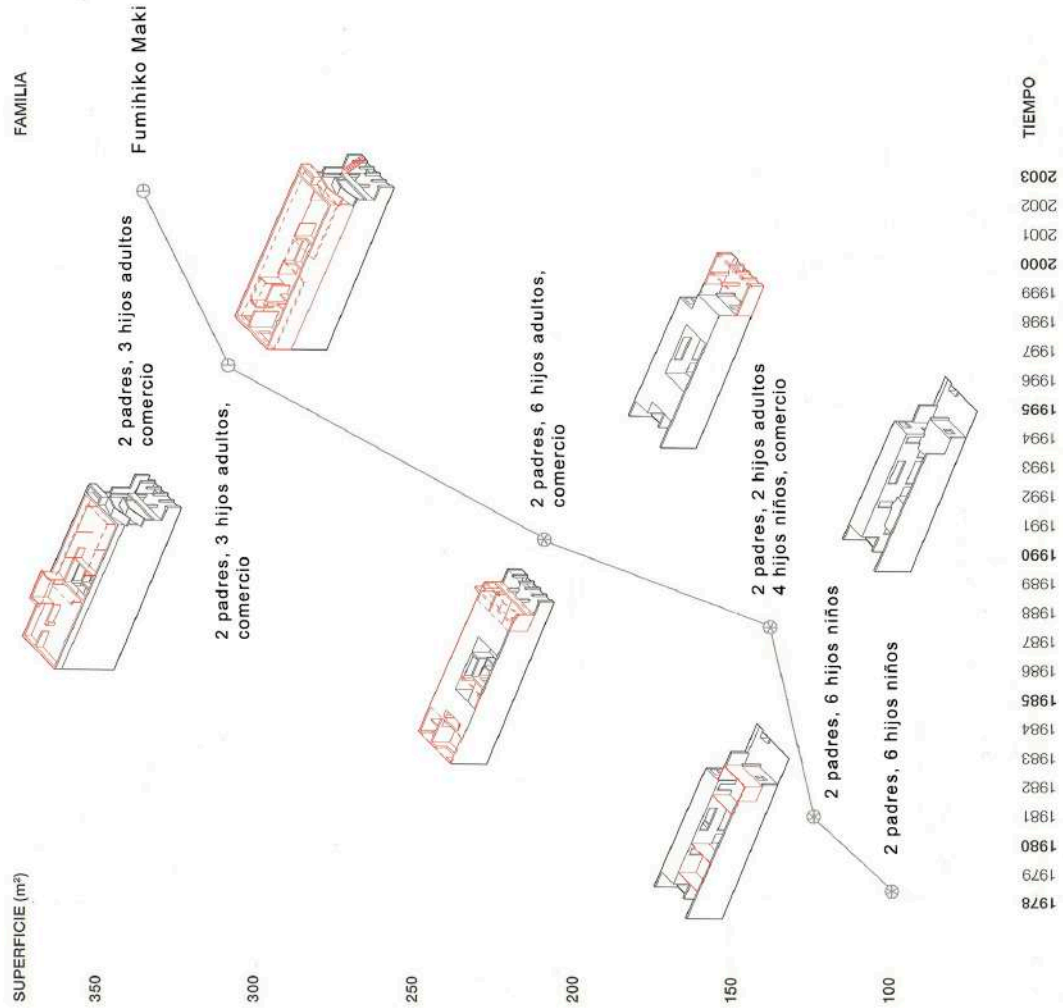 SUPERFICIE (m²)
FAMILIA
350
300
250
200
150
100
Fumihiko Maki
2 padres, 3 hijos adultos
comercio
2 padres, 3 hijos adultos,
comercio
2 padres, 6 hijos adultos,
comercio
2 padres, 2 hijos adultos
4 hijos niños, comercio
2 padres, 6 hijos niños
2 padres, 6 hijos niños
1978
1979
1980
1981
1982
1983
1984
1985
1986
1987
1988
1989
1990
1991
1992
1993
1994
1995
1996
1997
1998
1999
2000
2001
2002
2003
TIEMPO